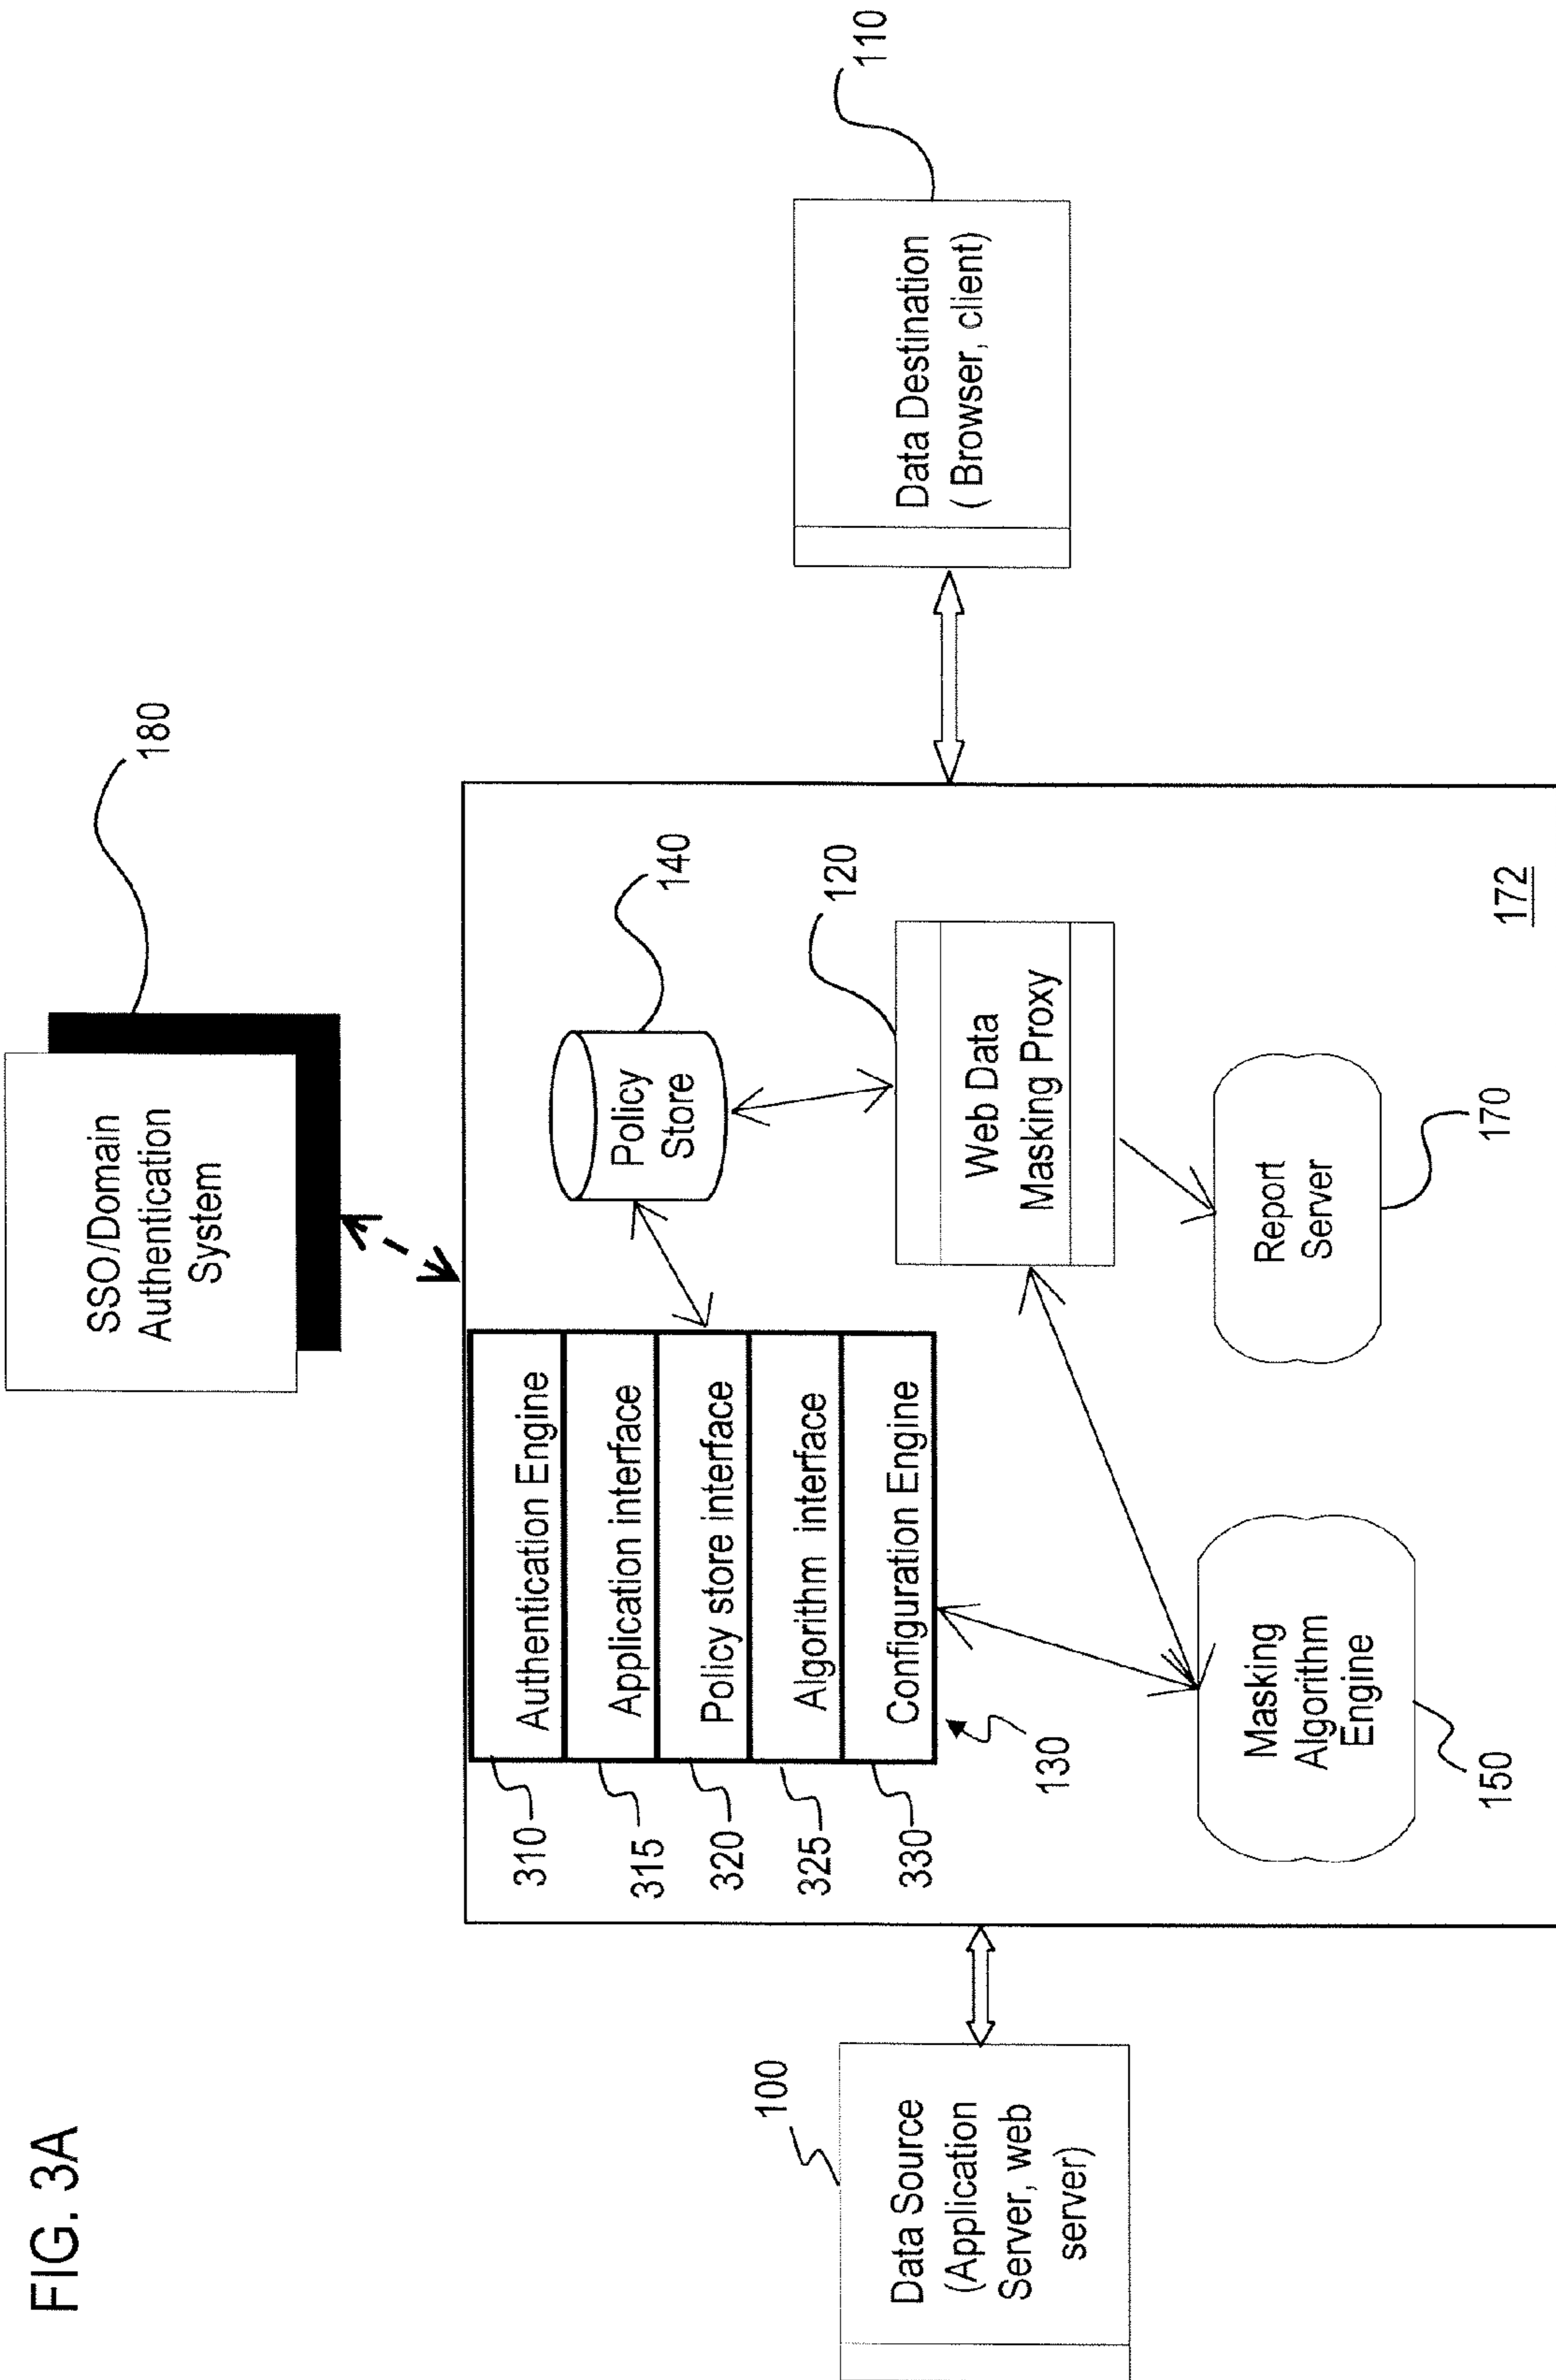 FIG. 3A
SSO/Domain
Authentication
System
180
310
Authentication Engine
315
Application interface
320
Policy store interface
325
Algorithm interface
330
Configuration Engine
130
Policy
Store
140
100
Data Source
(Application
Server, web
server)
Web Data
Masking Proxy
120
Data Destination
( Browser, client)
110
Masking
Algorithm
Engine
150
Report
Server
170
172